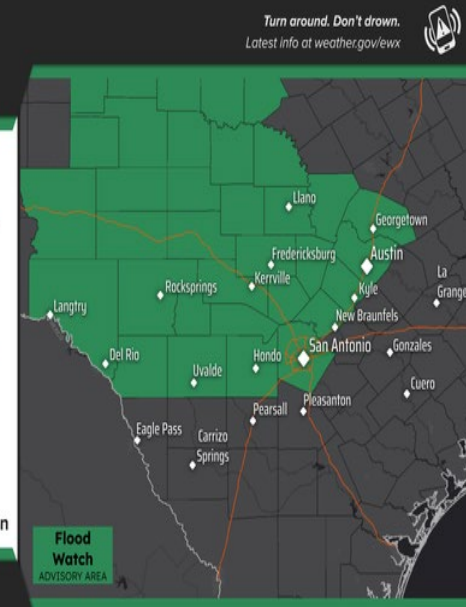 Turn around. Don't drown.
Latest info at weather.gov/ewx
Llano
Georgetown
Fredericksburg
Austin
Kerrville
La
Grange
Rocksprings
Kyle
Langtry
New Braunfels
San Antonio
Gonzales
Del Rio
Hondo
Uvalde
Cuero
Pleasanton
Pearsall
Eagle Pass
Carrizo
Springs
n
Flood
Watch
ADVISORY AREA